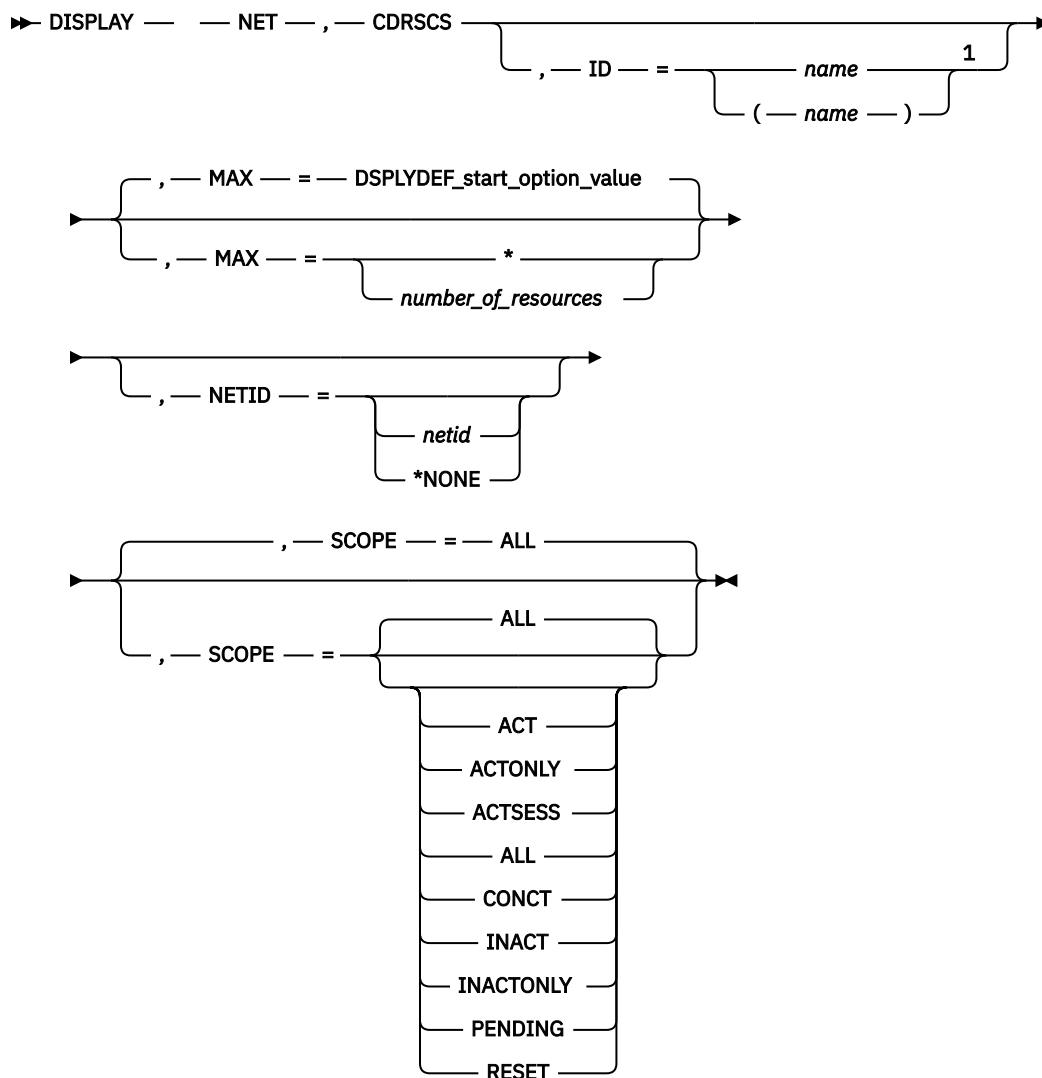 DISPLAY NET , CDRSCS
1
, ID = name
( name )
, MAX = DSPLYDEF_start_option_value
, MAX = *
number_of_resources
, NETID =
netid
*NONE
, SCOPE = ALL
ALL
, SCOPE =
ACT
ACTONLY
ACTSESS
ALL
CONCT
INACT
INACTONLY
PENDING
RESET